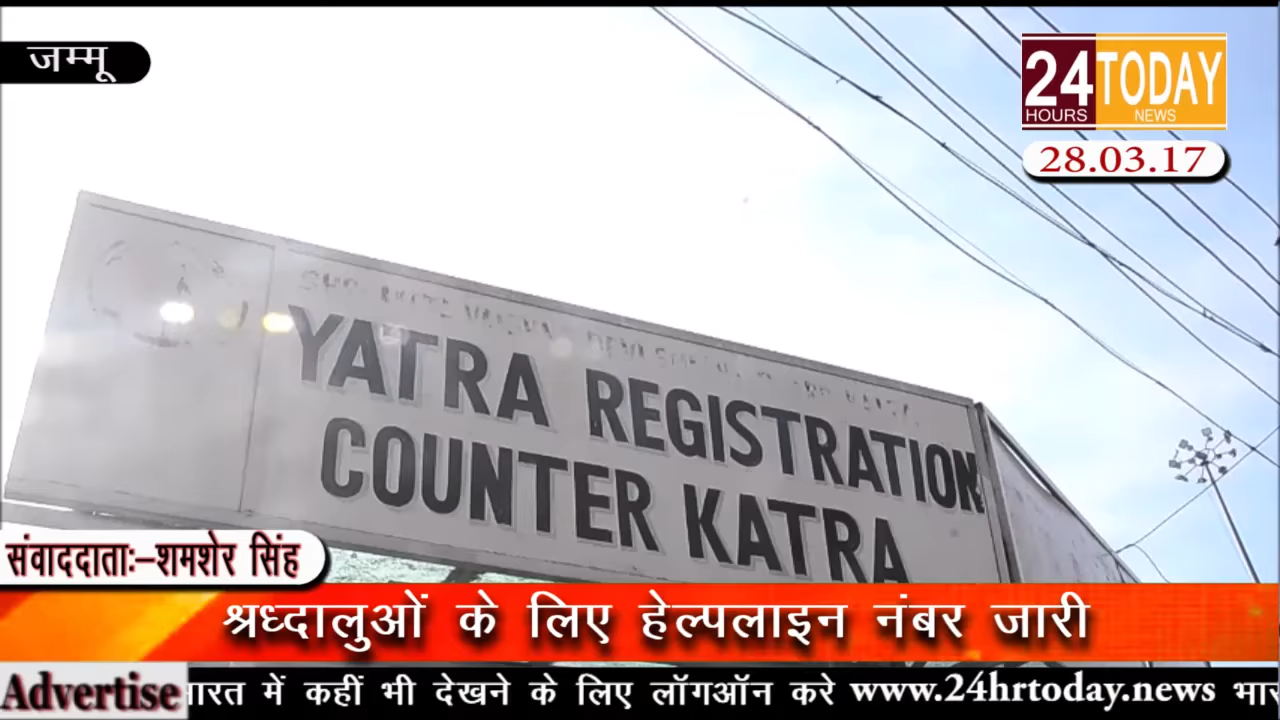 जम्मू
24 TODAY
HOURS NEWS
28.03.17
YATRA REGISTRATION
COUNTER KATRA
संवाददाताः-शमशेर सिंह
श्रध्दालुओं के लिए हेल्पलाइन नंबर जारी
Advertise में कहीं भी देखने के लिए लॉगऑन करे www.24hrtoday.news